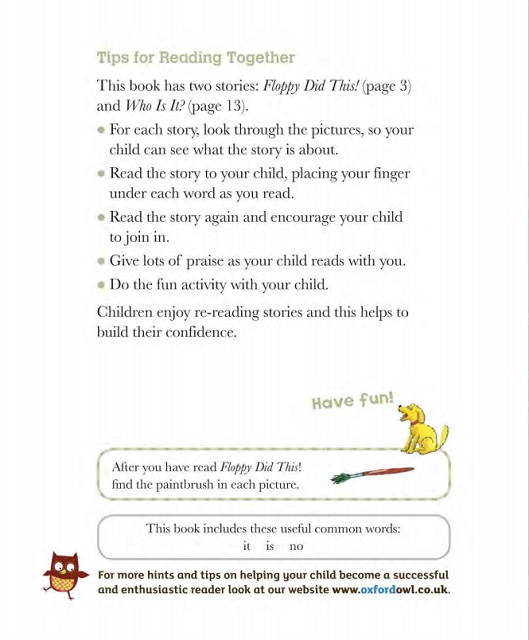 Tips for Reading Together
This book has two stories: Floppy Did This! (page 3)
and Who Is It? (page 13).
● For each story, look through the pictures, so your
child can see what the story is about.
● Read the story to your child, placing your finger
under each word as you read.
● Read the story again and encourage your child
to join in.
● Give lots of praise as your child reads with you.
● Do the fun activity with your child.
Children enjoy re-reading stories and this helps to
build their confidence.
Have fun!
After you have read Floppy Did This!
find the paintbrush in each picture.
This book includes these useful common words:
it is no
For more hints and tips on helping your child become a successful
and enthusiastic reader look at our website www.oxfordowl.co.uk.